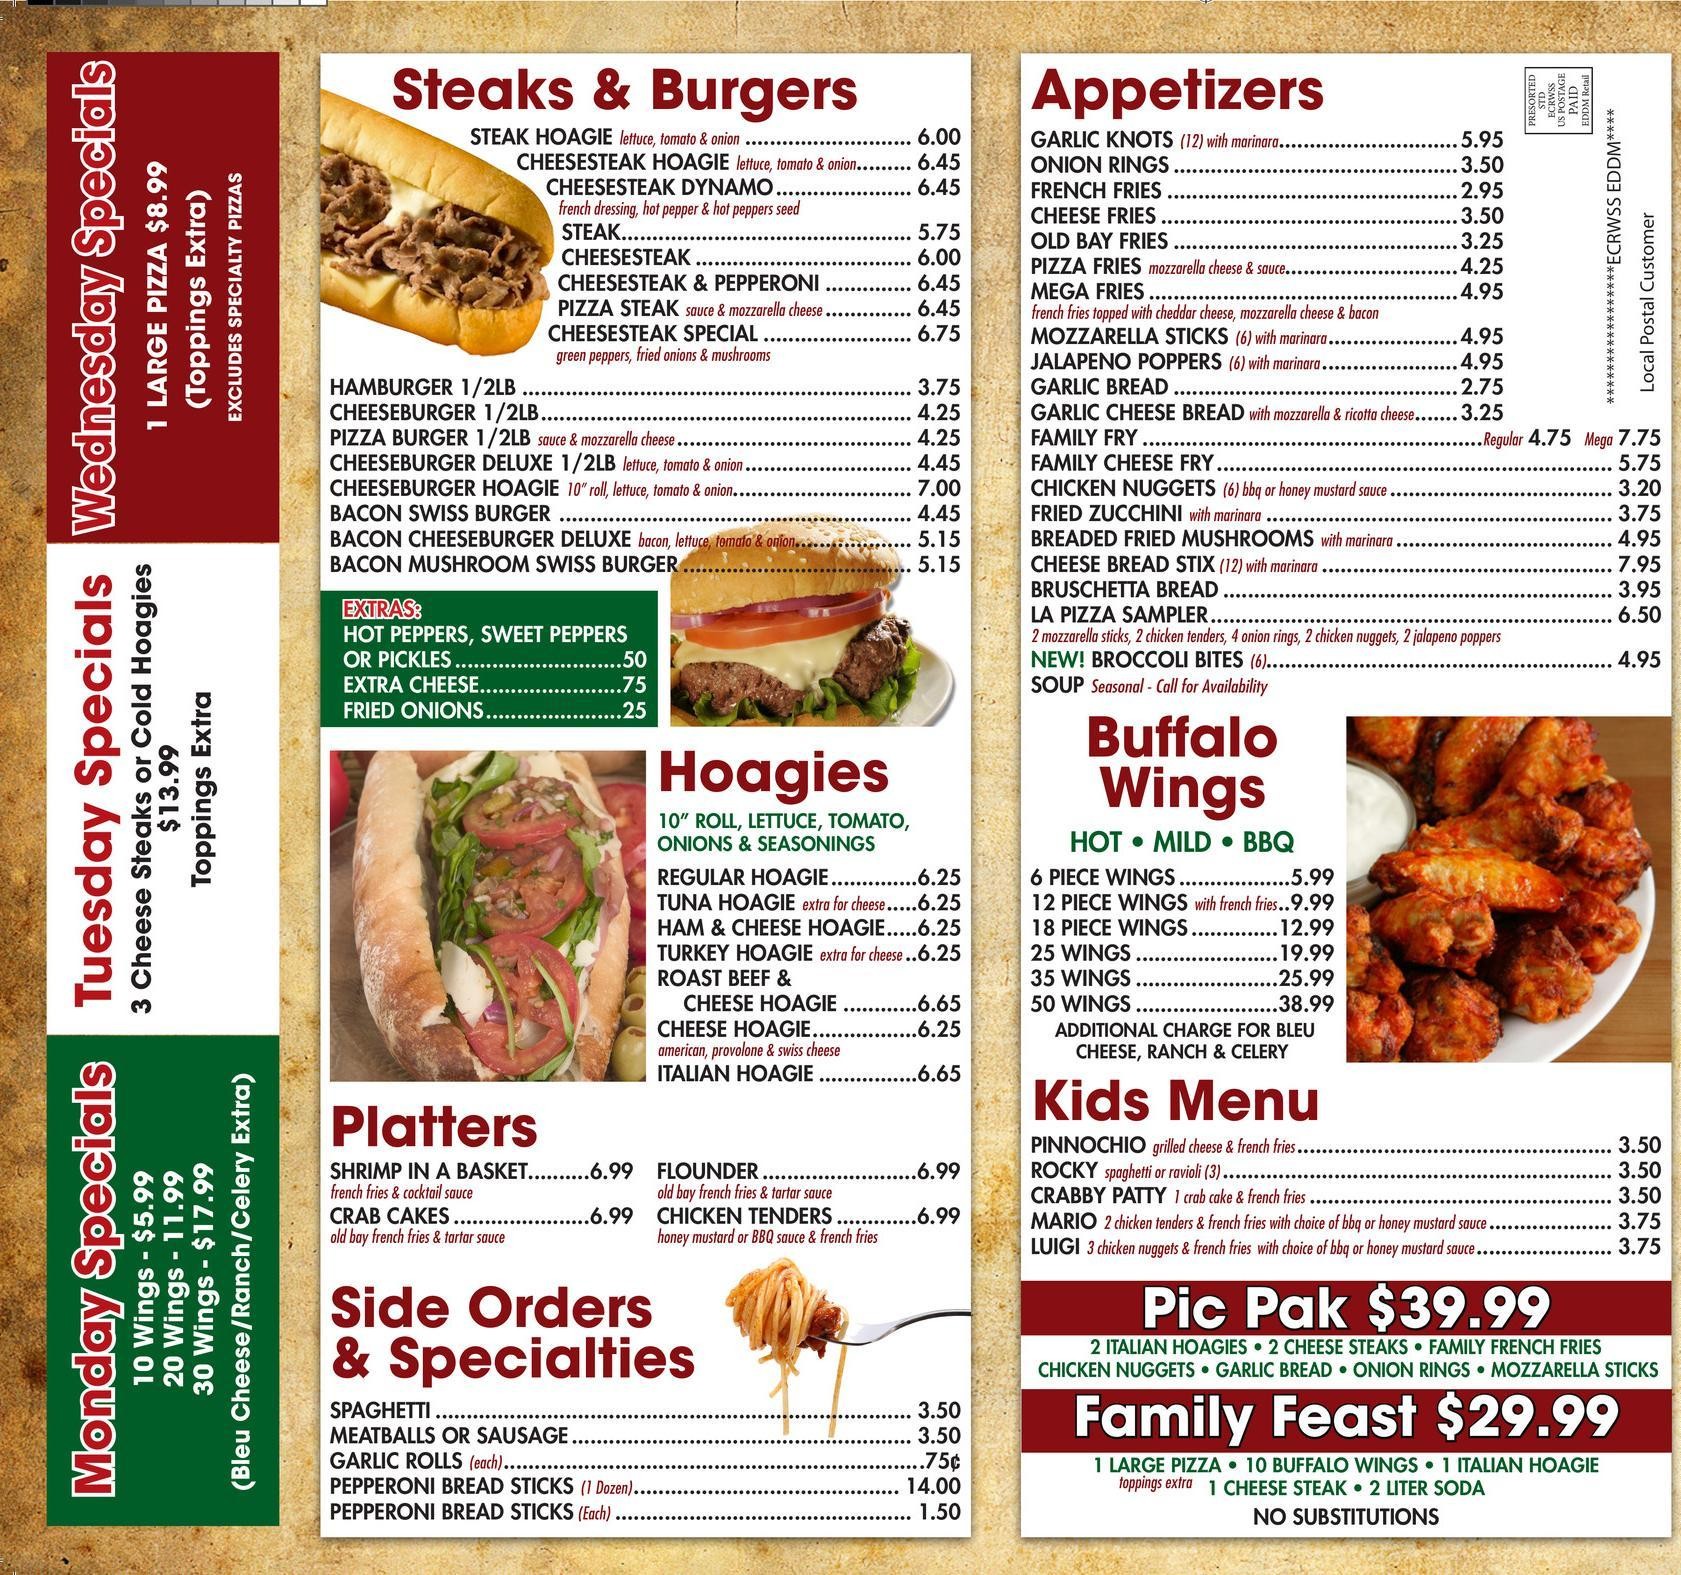 Wednesday Specials
1 LARGE PIZZA $8.99
(Toppings Extra)
EXCLUDES SPECIALTY PIZZAS
Tuesday Specials
3 Cheese Steaks or Cold Hoagies
$13.99
Toppings Extra
Monday Specials
10 Wings - $5.99
20 Wings - 11.99
30 Wings - $17.99
(Bleu Cheese/Ranch/Celery Extra)
Steaks & Burgers
STEAK HOAGIE lettuce, tomato & onion 6.00
CHEESESTEAK HOAGIE lettuce, tomato & onion 6.45
CHEESESTEAK DYNAMO 6.45
french dressing, hot pepper & hot peppers seed
STEAK 5.75
CHEESESTEAK 6.00
CHEESESTEAK & PEPPERONI 6.45
PIZZA STEAK sauce & mozzarella cheese 6.45
CHEESESTEAK SPECIAL 6.75
green peppers, fried onions & mushrooms
HAMBURGER 1/2LB 3.75
CHEESEBURGER 1/2LB 4.25
PIZZA BURGER 1/2LB sauce & mozzarella cheese 4.25
CHEESEBURGER DELUXE 1/2LB lettuce, tomato & onion 4.45
CHEESEBURGER HOAGIE 10" roll, lettuce, tomato & onion 7.00
BACON SWISS BURGER 4.45
BACON CHEESEBURGER DELUXE bacon, lettuce, tomato & onion 5.15
BACON MUSHROOM SWISS BURGER 5.15
EXTRAS:
HOT PEPPERS, SWEET PEPPERS
OR PICKLES .50
EXTRA CHEESE .75
FRIED ONIONS .25
Hoagies
10" ROLL, LETTUCE, TOMATO,
ONIONS & SEASONINGS
REGULAR HOAGIE 6.25
TUNA HOAGIE extra for cheese 6.25
HAM & CHEESE HOAGIE 6.25
TURKEY HOAGIE extra for cheese 6.25
ROAST BEEF &
CHEESE HOAGIE 6.65
CHEESE HOAGIE 6.25
american, provolone & swiss cheese
ITALIAN HOAGIE 6.65
Platters
SHRIMP IN A BASKET 6.99
french fries & cocktail sauce
CRAB CAKES 6.99
old bay french fries & tartar sauce
FLOUNDER 6.99
old bay french fries & tartar sauce
CHICKEN TENDERS 6.99
honey mustard or BBQ sauce & french fries
Side Orders
& Specialties
SPAGHETTI 3.50
MEATBALLS OR SAUSAGE 3.50
GARLIC ROLLS (each) .75¢
PEPPERONI BREAD STICKS (1 Dozen) 14.00
PEPPERONI BREAD STICKS (Each) 1.50
Appetizers
GARLIC KNOTS (12) with marinara 5.95
ONION RINGS 3.50
FRENCH FRIES 2.95
CHEESE FRIES 3.50
OLD BAY FRIES 3.25
PIZZA FRIES mozzarella cheese & sauce 4.25
MEGA FRIES 4.95
french fries topped with cheddar cheese, mozzarella cheese & bacon
MOZZARELLA STICKS (6) with marinara 4.95
JALAPENO POPPERS (6) with marinara 4.95
GARLIC BREAD 2.75
GARLIC CHEESE BREAD with mozzarella & ricotta cheese 3.25
FAMILY FRY Regular 4.75 Mega 7.75
FAMILY CHEESE FRY 5.75
CHICKEN NUGGETS (6) bbq or honey mustard sauce 3.20
FRIED ZUCCHINI with marinara 3.75
BREADED FRIED MUSHROOMS with marinara 4.95
CHEESE BREAD STIX (12) with marinara 7.95
BRUSCHETTA BREAD 3.95
LA PIZZA SAMPLER 6.50
2 mozzarella sticks, 2 chicken tenders, 4 onion rings, 2 chicken nuggets, 2 jalapeno poppers
NEW! BROCCOLI BITES (6) 4.95
SOUP Seasonal - Call for Availability
PRESORTED
STD
ECRWSS
US POSTAGE
PAID
EDDM Retail
****************ECRWSS EDDM****
Local Postal Customer
Buffalo
Wings
HOT • MILD • BBQ
6 PIECE WINGS 5.99
12 PIECE WINGS with french fries 9.99
18 PIECE WINGS 12.99
25 WINGS 19.99
35 WINGS 25.99
50 WINGS 38.99
ADDITIONAL CHARGE FOR BLEU
CHEESE, RANCH & CELERY
Kids Menu
PINNOCHIO grilled cheese & french fries 3.50
ROCKY spaghetti or ravioli (3) 3.50
CRABBY PATTY 1 crab cake & french fries 3.50
MARIO 2 chicken tenders & french fries with choice of bbq or honey mustard sauce 3.75
LUIGI 3 chicken nuggets & french fries with choice of bbq or honey mustard sauce 3.75
Pic Pak $39.99
2 ITALIAN HOAGIES • 2 CHEESE STEAKS • FAMILY FRENCH FRIES
CHICKEN NUGGETS • GARLIC BREAD • ONION RINGS • MOZZARELLA STICKS
Family Feast $29.99
1 LARGE PIZZA • 10 BUFFALO WINGS • 1 ITALIAN HOAGIE
toppings extra 1 CHEESE STEAK • 2 LITER SODA
NO SUBSTITUTIONS